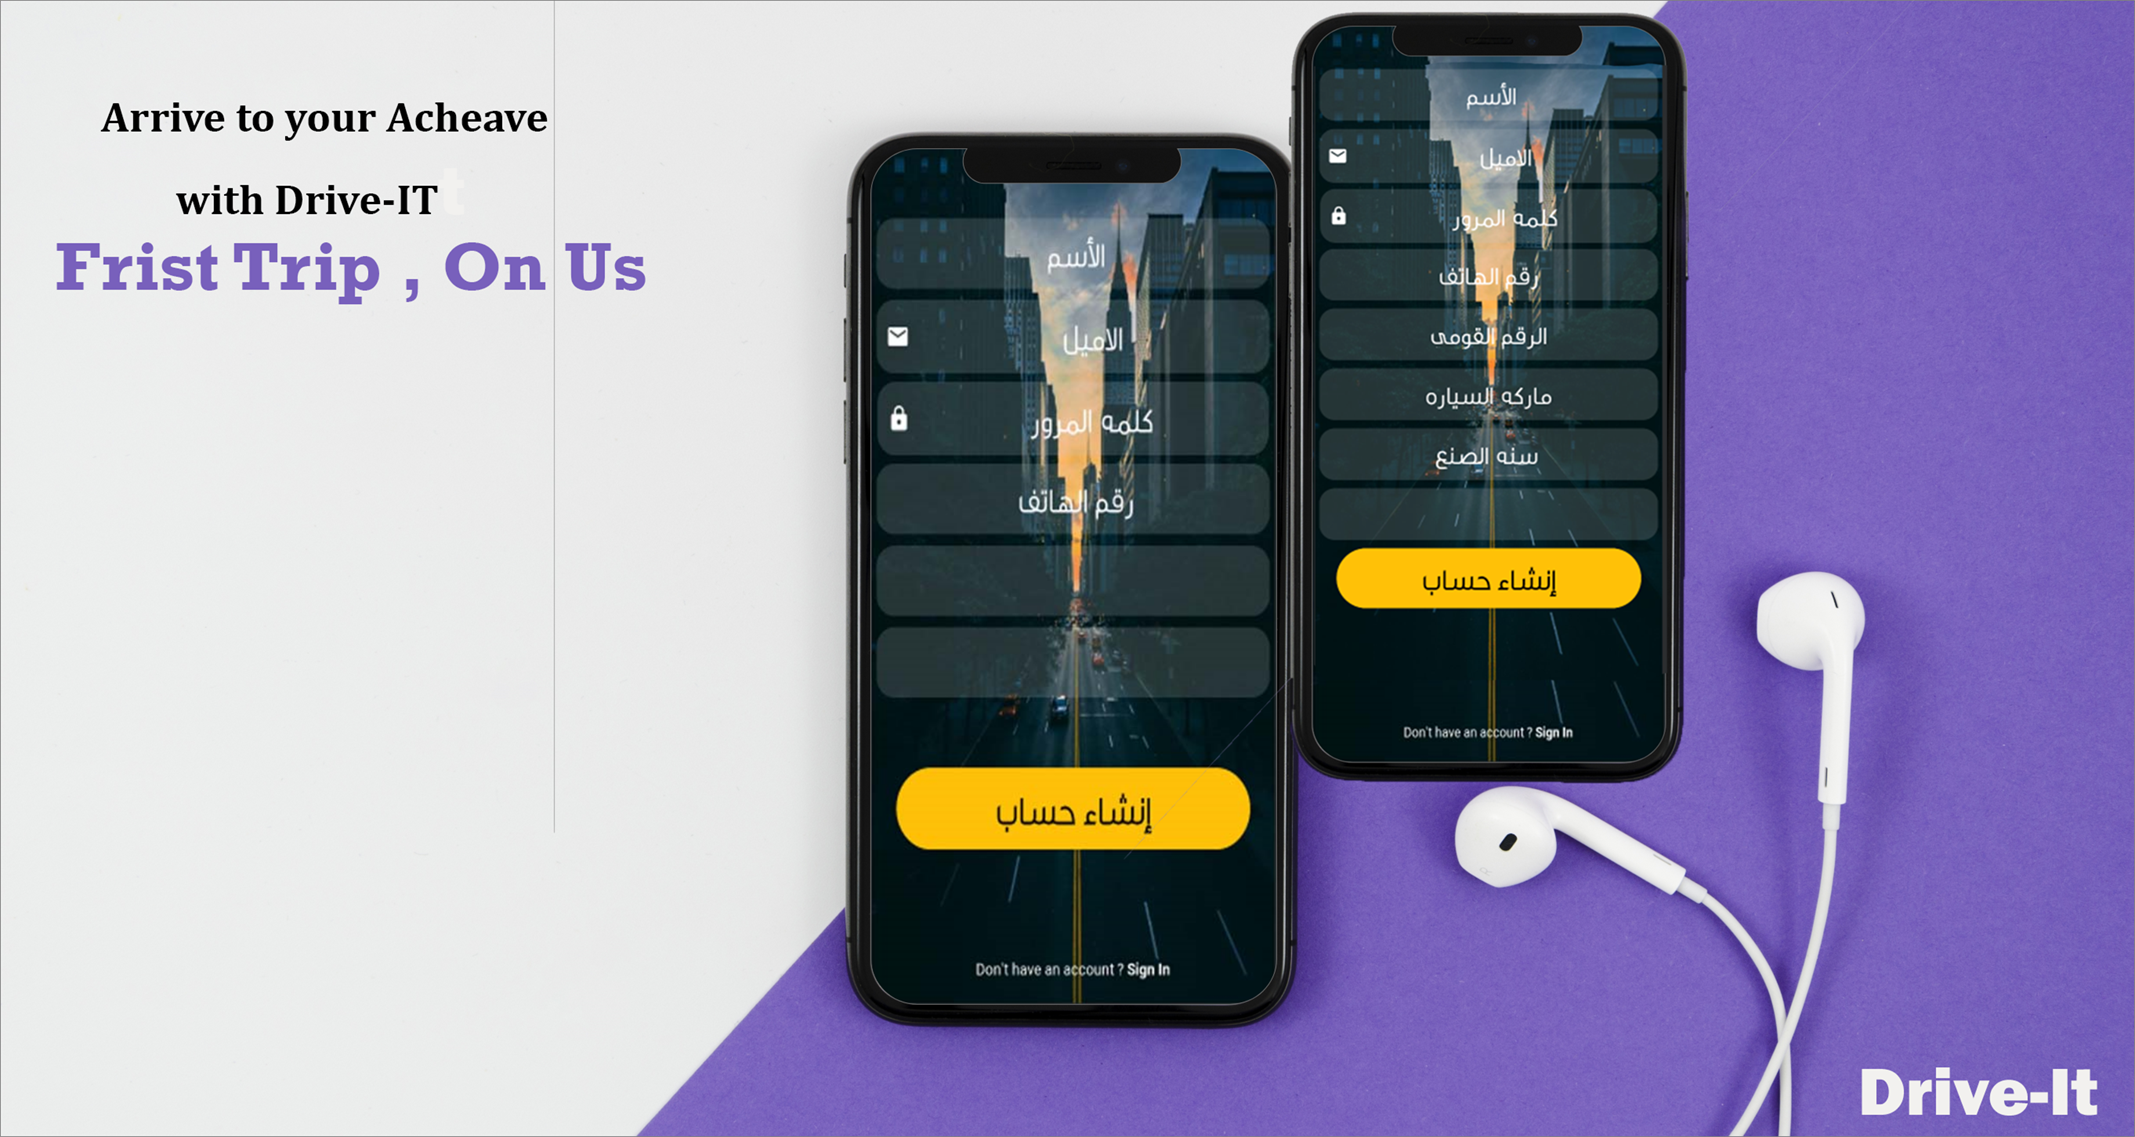 Arrive to your Acheave
with Drive-IT
Frist Trip , On Us
الأسم
الاميل
كلمه المرور
رقم الهاتف
إنشاء حساب
Don't have an account ? Sign In
الأسم
الاميل
كلمه المرور
رقم الهاتف
الرقم القومى
ماركه السياره
سنه الصنع
إنشاء حساب
Don't have an account ? Sign In
Drive-It